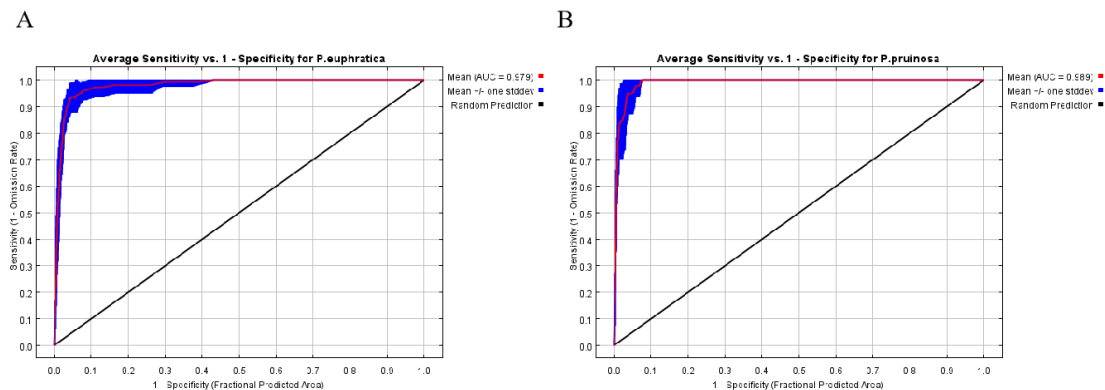 A
B
Average Sensitivity vs. 1 - Specificity for P.euphratica
Mean (AUC = 0.979)
Mean +/- one stddev
Random Prediction
Sensitivity (1 - Omission Rate)
1.0
0.9
0.8
0.7
0.6
0.5
0.4
0.3
0.2
0.1
0.0
0.0 0.1 0.2 0.3 0.4 0.5 0.6 0.7 0.8 0.9 1.0
1 - Specificity (Fractional Predicted Area)
Average Sensitivity vs. 1 - Specificity for P.pruinosa
Mean (AUC = 0.989)
Mean +/- one stddev
Random Prediction
Sensitivity (1 - Omission Rate)
1.0
0.9
0.8
0.7
0.6
0.5
0.4
0.3
0.2
0.1
0.0
0.0 0.1 0.2 0.3 0.4 0.5 0.6 0.7 0.8 0.9 1.0
1 - Specificity (Fractional Predicted Area)